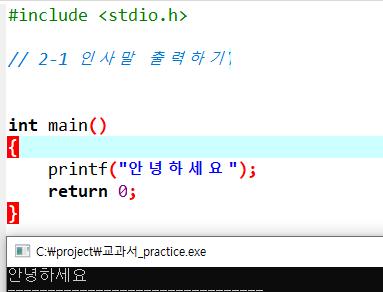 #include <stdio.h>
// 2-1 인사말 출력하기\
int main()
{
printf("안녕하세요");
return 0;
}
C:\project\교과서_practice.exe
안녕하세요
--------------------------------